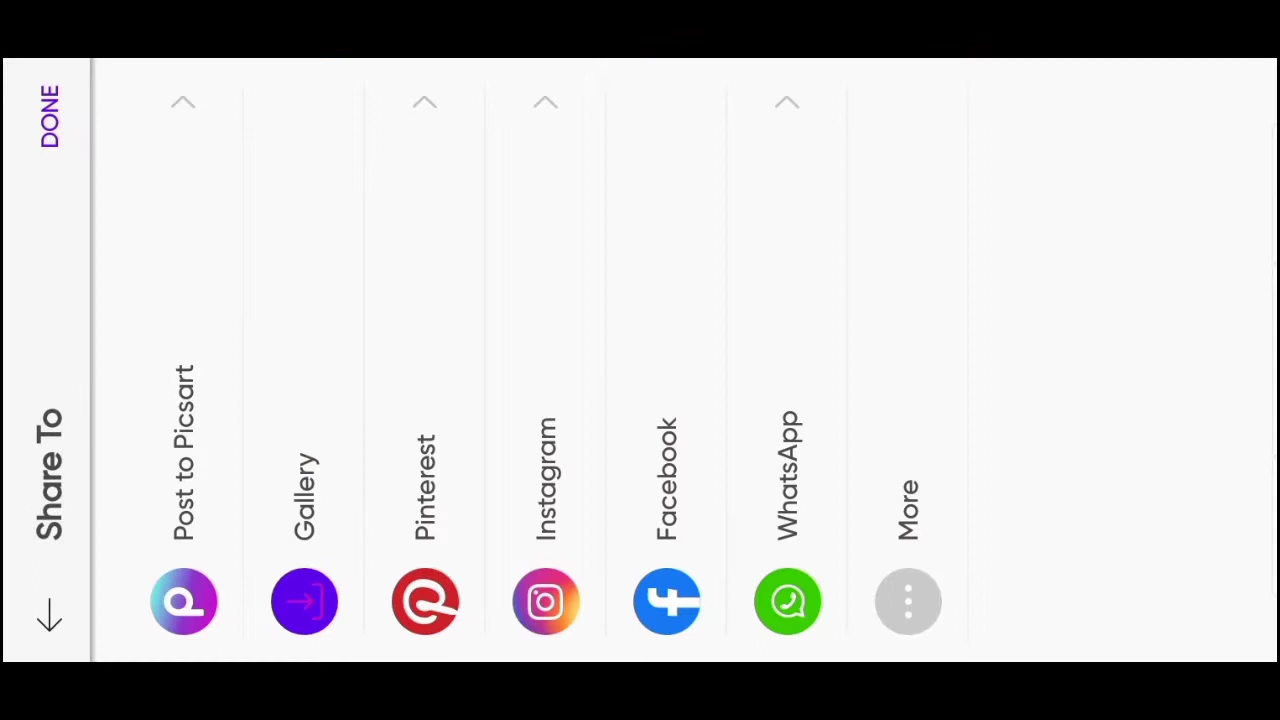 Share To
DONE
Post to Picsart
Gallery
Pinterest
Instagram
Facebook
WhatsApp
More